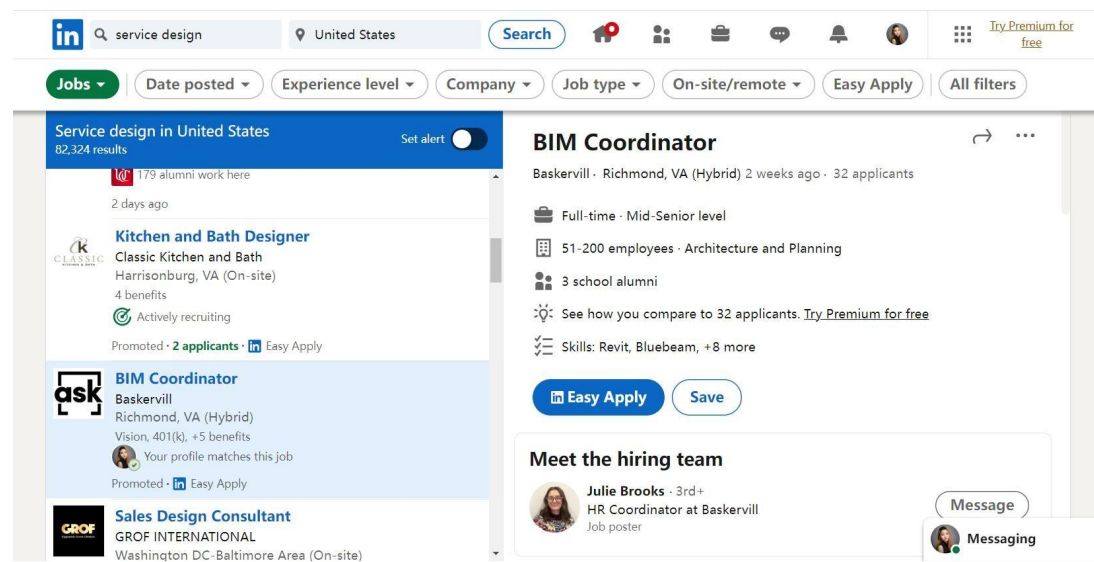 in service design United States Search Try Premium for
free
Jobs Date posted Experience level Company Job type On-site/remote Easy Apply All filters
Service design in United States
82,324 results
Set alert
179 alumni work here
2 days ago
CLASSIC
Kitchen and Bath Designer
Classic Kitchen and Bath
Harrisonburg, VA (On-site)
4 benefits
Actively recruiting
Promoted · 2 applicants · in Easy Apply
ask
BIM Coordinator
Baskervill
Richmond, VA (Hybrid)
Vision, 401(k), +5 benefits
Your profile matches this job
Promoted · in Easy Apply
GROF
Sales Design Consultant
GROF INTERNATIONAL
Washington DC-Baltimore Area (On-site)
BIM Coordinator
Baskervill · Richmond, VA (Hybrid) 2 weeks ago · 32 applicants
Full-time · Mid-Senior level
51-200 employees · Architecture and Planning
3 school alumni
See how you compare to 32 applicants. Try Premium for free
Skills: Revit, Bluebeam, +8 more
in Easy Apply Save
Meet the hiring team
Julie Brooks · 3rd+
HR Coordinator at Baskervill
Job poster
Message
Messaging